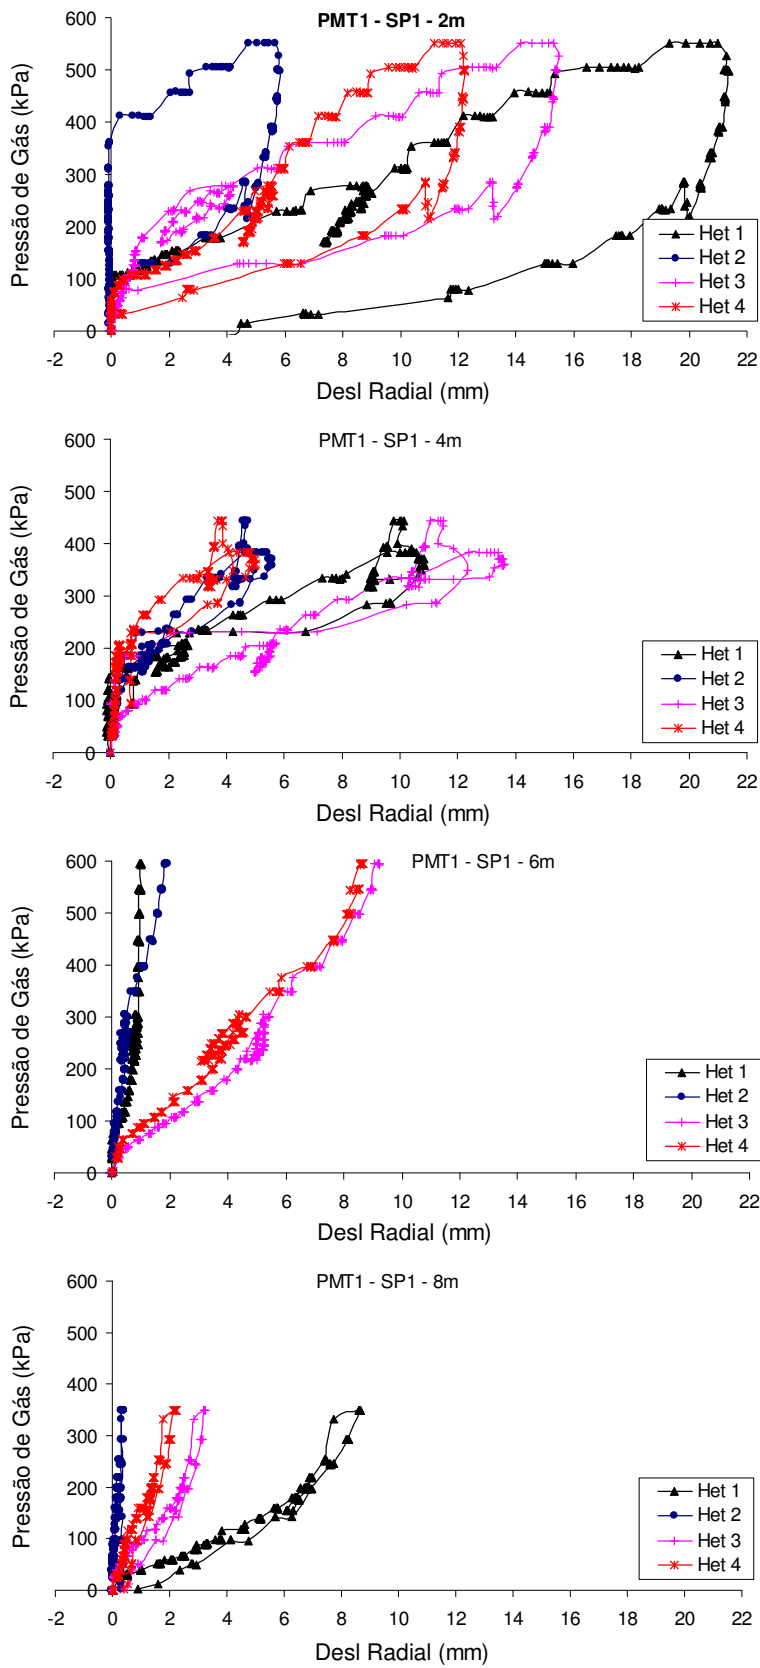 PMT1 - SP1 - 2m
Pressão de Gás (kPa)
600
500
400
300
200
100
0
-2 0 2 4 6 8 10 12 14 16 18 20 22
Desl Radial (mm)
Het 1
Het 2
Het 3
Het 4
PMT1 - SP1 - 4m
Pressão de Gás (kPa)
600
500
400
300
200
100
0
-2 0 2 4 6 8 10 12 14 16 18 20 22
Desl Radial (mm)
Het 1
Het 2
Het 3
Het 4
PMT1 - SP1 - 6m
Pressão de Gás (kPa)
600
500
400
300
200
100
0
-2 0 2 4 6 8 10 12 14 16 18 20 22
Desl Radial (mm)
Het 1
Het 2
Het 3
Het 4
PMT1 - SP1 - 8m
Pressão de Gás (kPa)
600
500
400
300
200
100
0
-2 0 2 4 6 8 10 12 14 16 18 20 22
Desl Radial (mm)
Het 1
Het 2
Het 3
Het 4